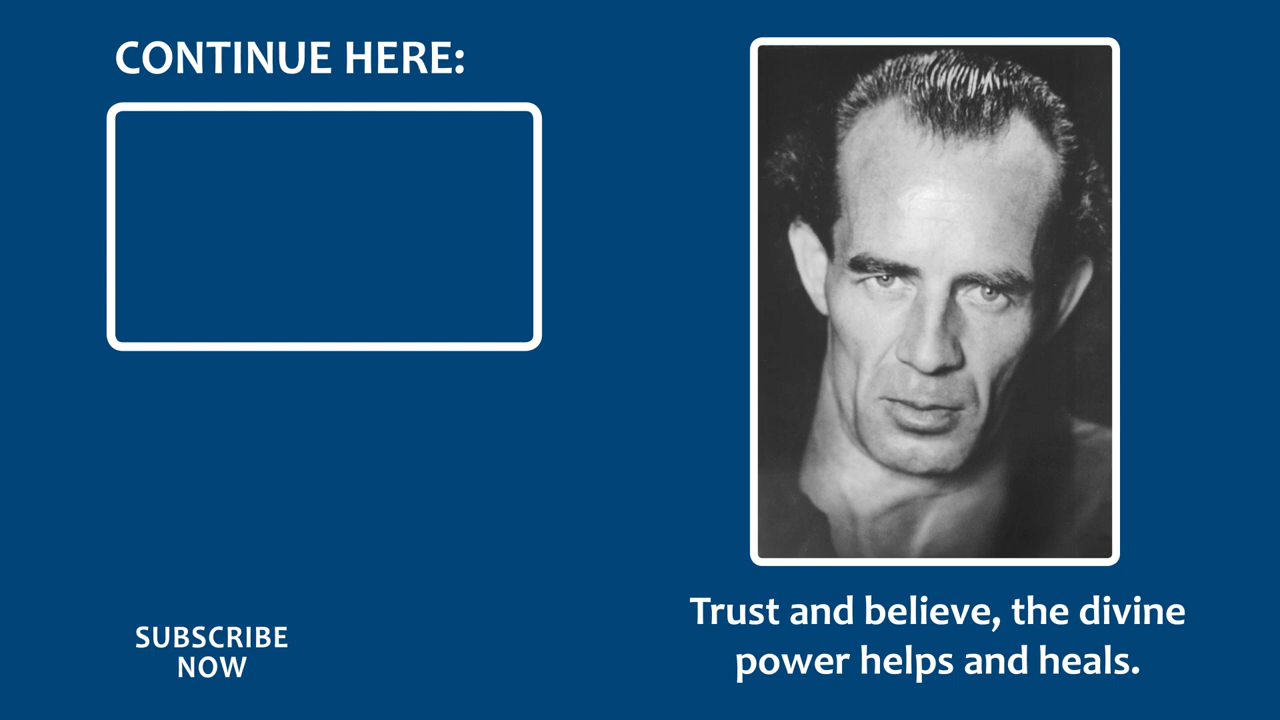 CONTINUE HERE:
SUBSCRIBE
NOW
Trust and believe, the divine
power helps and heals.